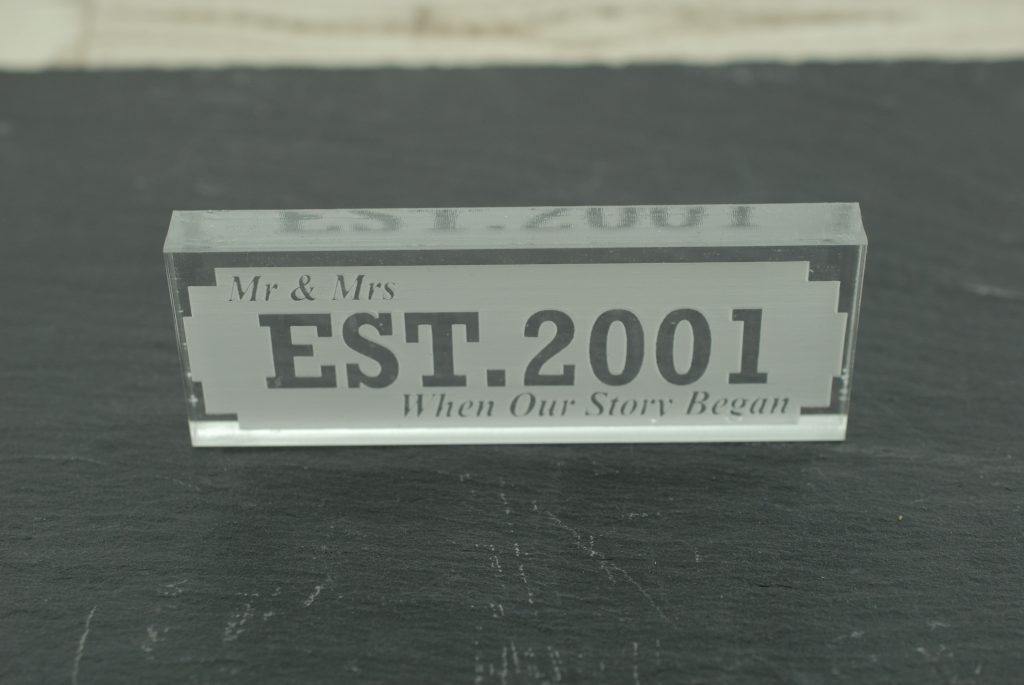 Mr & Mrs
EST.2001
When Our Story Began